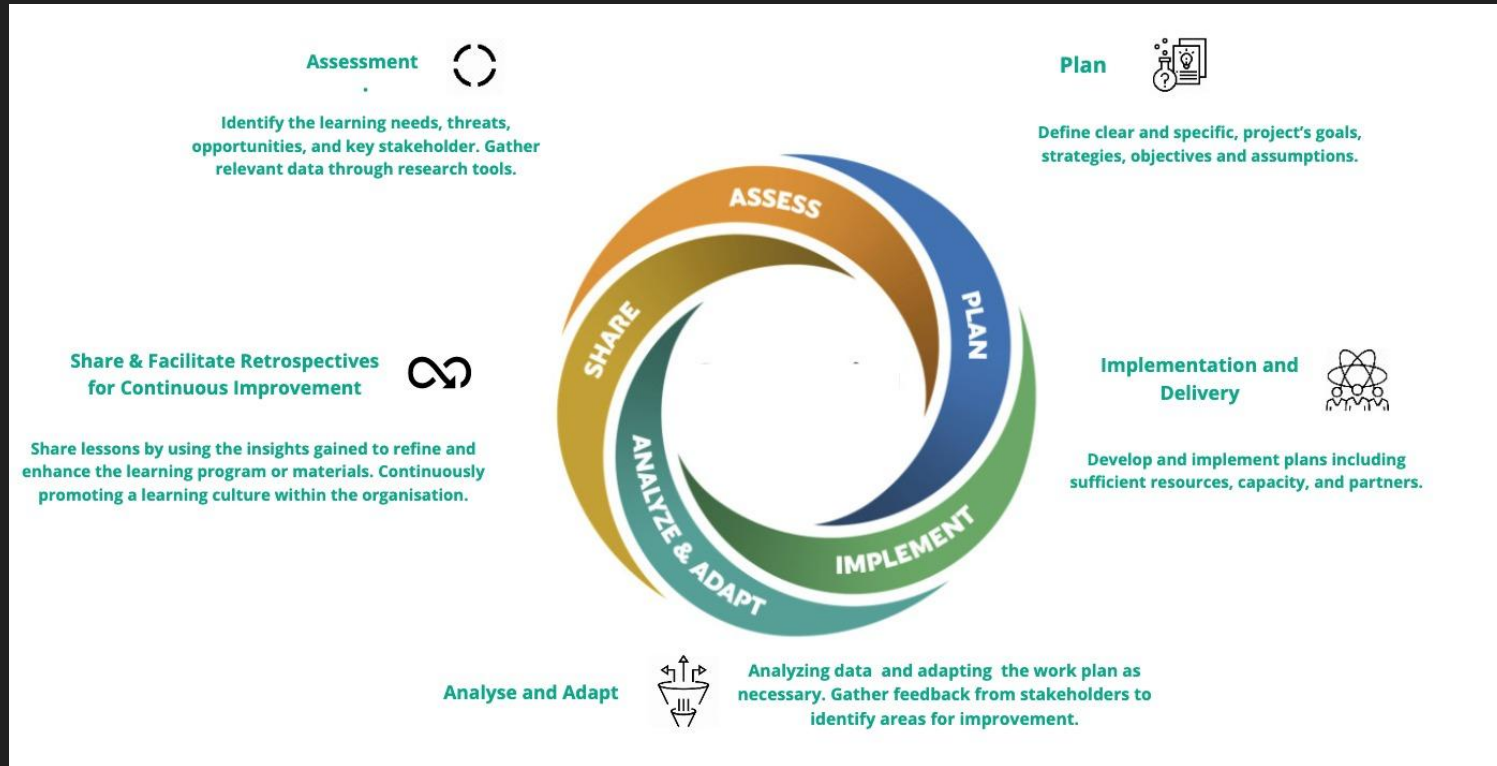 Assessment
.
Identify the learning needs, threats,
opportunities, and key stakeholder. Gather
relevant data through research tools.
Plan
Define clear and specific, project's goals,
strategies, objectives and assumptions.
ASSESS
PLAN
SHARE
ANALYZE & ADAPT
IMPLEMENT
Share & Facilitate Retrospectives
for Continuous Improvement
Share lessons by using the insights gained to refine and
enhance the learning program or materials. Continuously
promoting a learning culture within the organisation.
Implementation and
Delivery
Develop and implement plans including
sufficient resources, capacity, and partners.
Analyse and Adapt
Analyzing data and adapting the work plan as
necessary. Gather feedback from stakeholders to
identify areas for improvement.